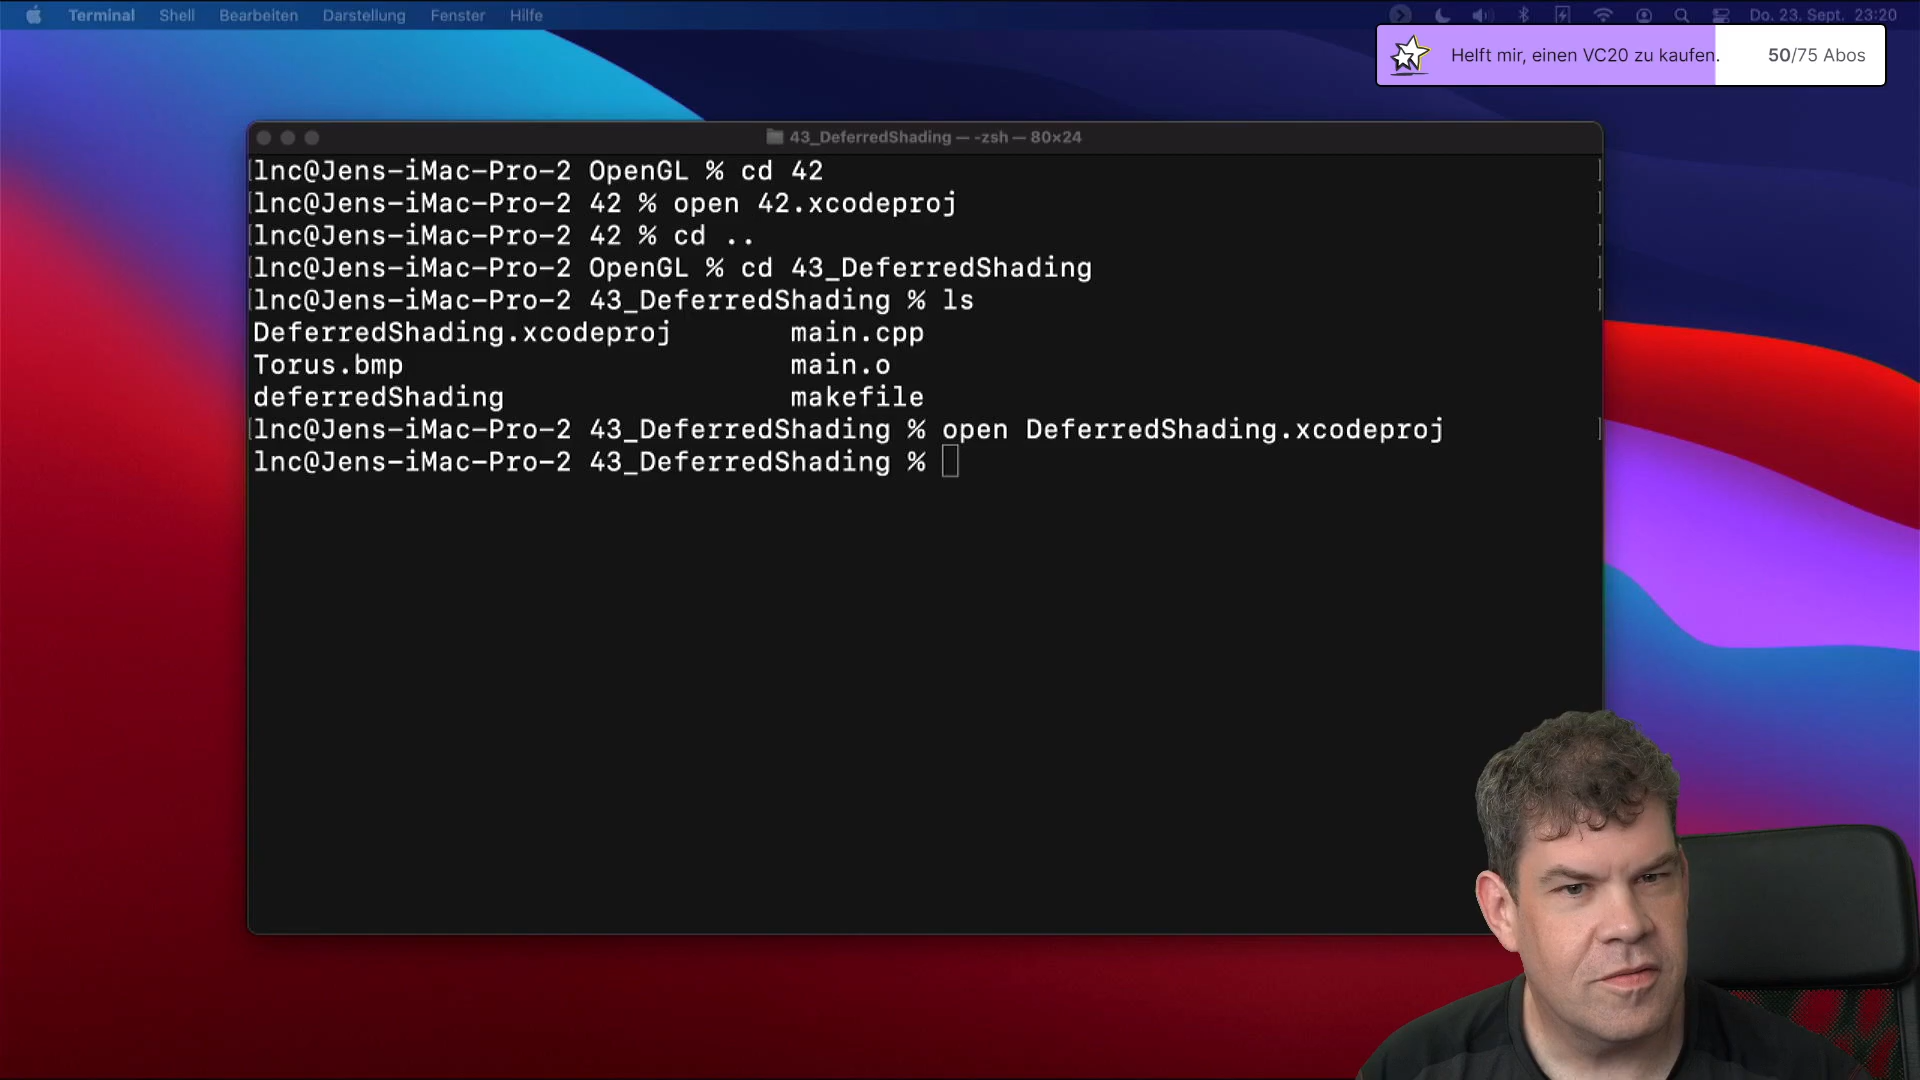 Terminal Shell Bearbeiten Darstellung Fenster Hilfe Do. 23. Sept. 23:20
Helft mir, einen VC20 zu kaufen. 50/75 Abos
43_DeferredShading — -zsh — 80×24
lnc@Jens-iMac-Pro-2 OpenGL % cd 42
lnc@Jens-iMac-Pro-2 42 % open 42.xcodeproj
lnc@Jens-iMac-Pro-2 42 % cd ..
lnc@Jens-iMac-Pro-2 OpenGL % cd 43_DeferredShading
lnc@Jens-iMac-Pro-2 43_DeferredShading % ls
DeferredShading.xcodeproj main.cpp
Torus.bmp main.o
deferredShading makefile
lnc@Jens-iMac-Pro-2 43_DeferredShading % open DeferredShading.xcodeproj
lnc@Jens-iMac-Pro-2 43_DeferredShading %